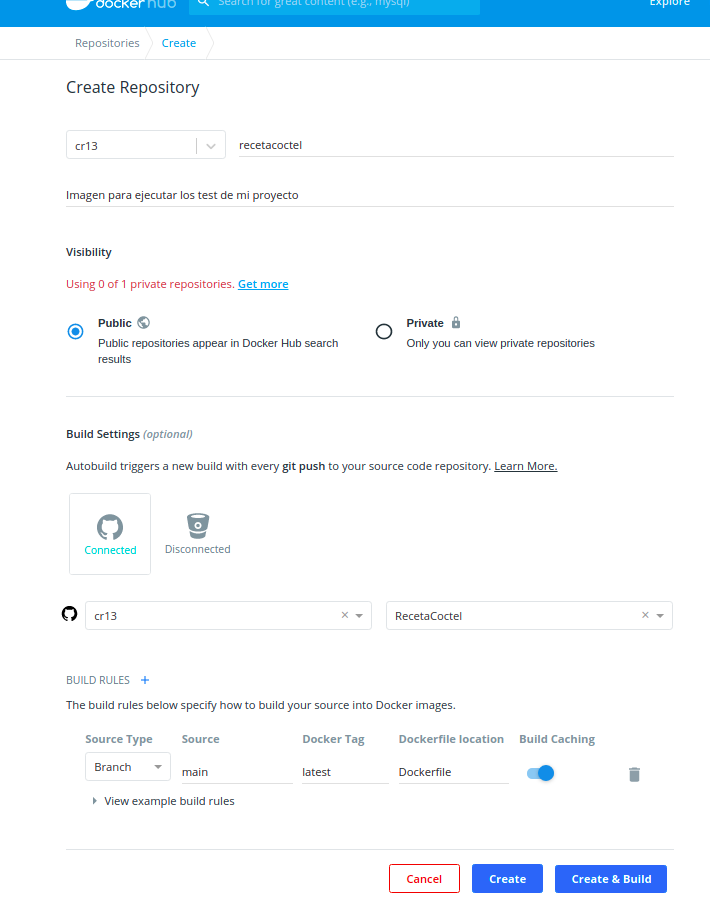 docker hub Search for great content (e.g., mysql) Explore
Repositories Create
Create Repository
cr13 recetacoctel
Imagen para ejecutar los test de mi proyecto
Visibility
Using 0 of 1 private repositories. Get more
Public Private
Public repositories appear in Docker Hub search Only you can view private repositories
results
Build Settings (optional)
Autobuild triggers a new build with every git push to your source code repository. Learn More.
Connected Disconnected
cr13 × RecetaCoctel ×
BUILD RULES +
The build rules below specify how to build your source into Docker images.
Source Type Source Docker Tag Dockerfile location Build Caching
Branch main latest Dockerfile
View example build rules
Cancel Create Create & Build